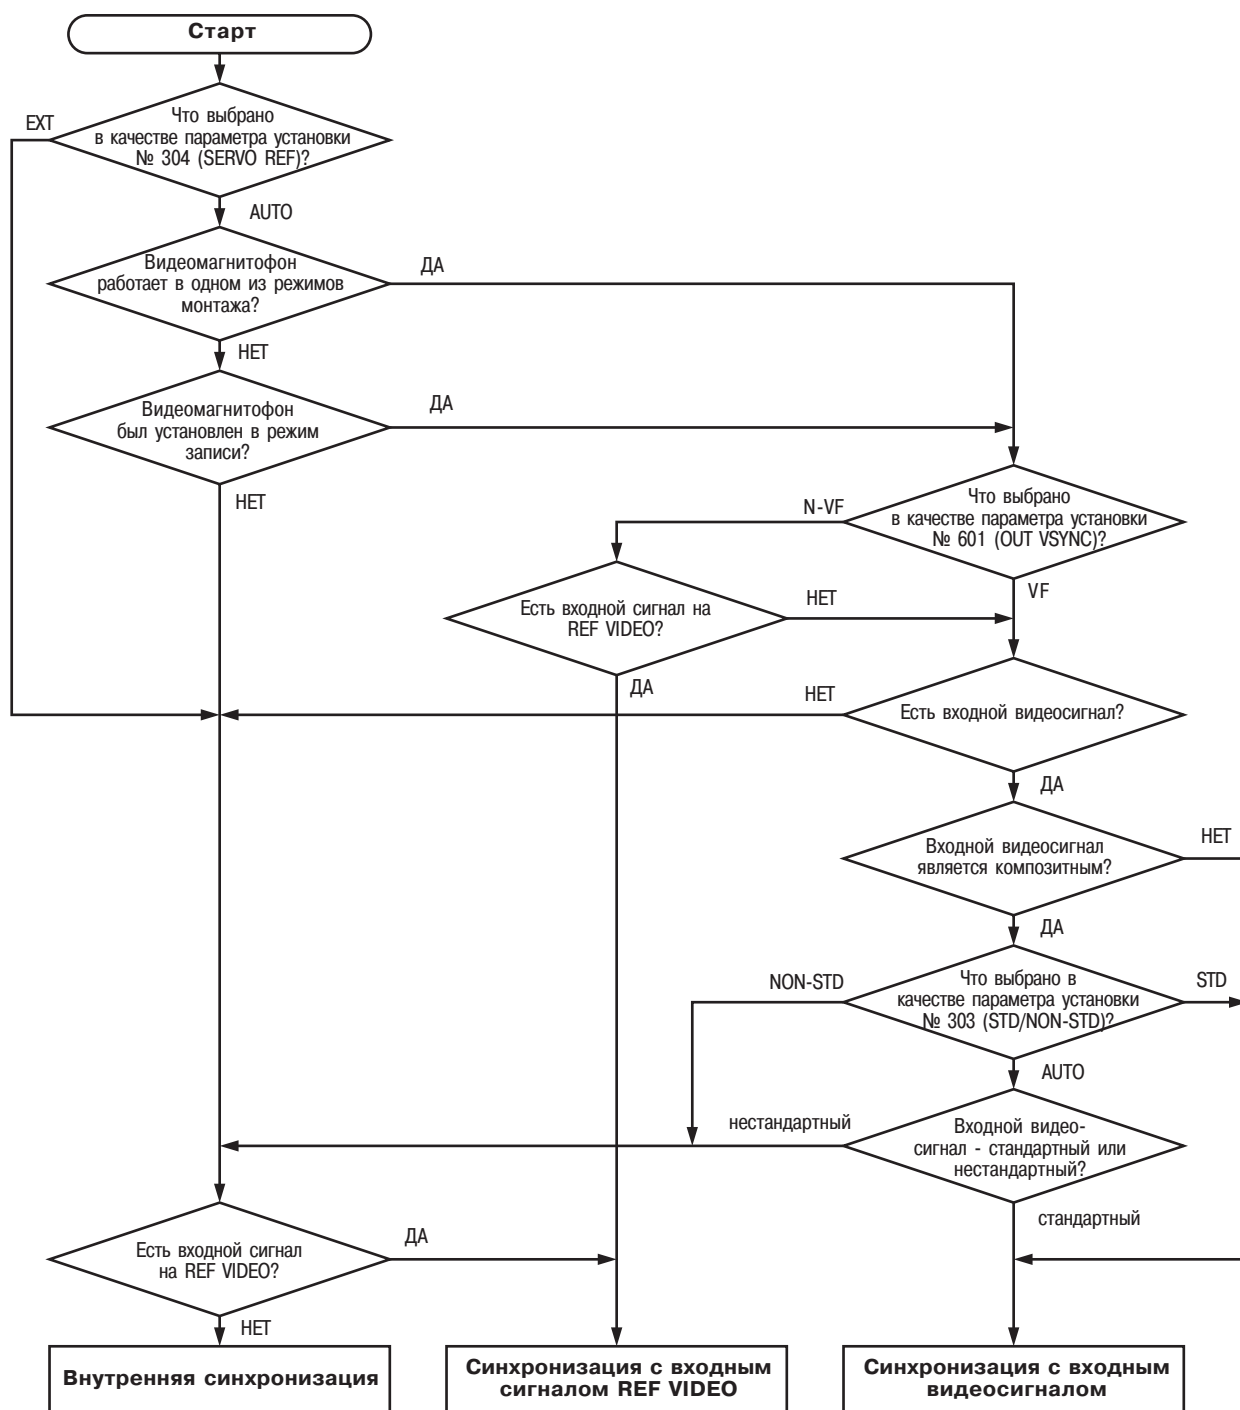 Старт
Что выбрано
в качестве параметра установки
№ 304 (SERVO REF)?
EXT
AUTO
Видеомагнитофон
работает в одном из режимов
монтажа?
ДА
НЕТ
Видеомагнитофон
был установлен в режим
записи?
ДА
НЕТ
Что выбрано
в качестве параметра установки
№ 601 (OUT VSYNC)?
N-VF
VF
Есть входной сигнал на
REF VIDEO?
НЕТ
ДА
Есть входной видеосигнал?
НЕТ
ДА
Входной видеосигнал
является композитным?
НЕТ
ДА
Что выбрано в
качестве параметра установки
№ 303 (STD/NON-STD)?
NON-STD
STD
AUTO
Входной видео-
сигнал - стандартный или
нестандартный?
нестандартный
стандартный
Есть входной сигнал
на REF VIDEO?
ДА
НЕТ
Внутренняя синхронизация
Синхронизация с входным
сигналом REF VIDEO
Синхронизация с входным
видеосигналом